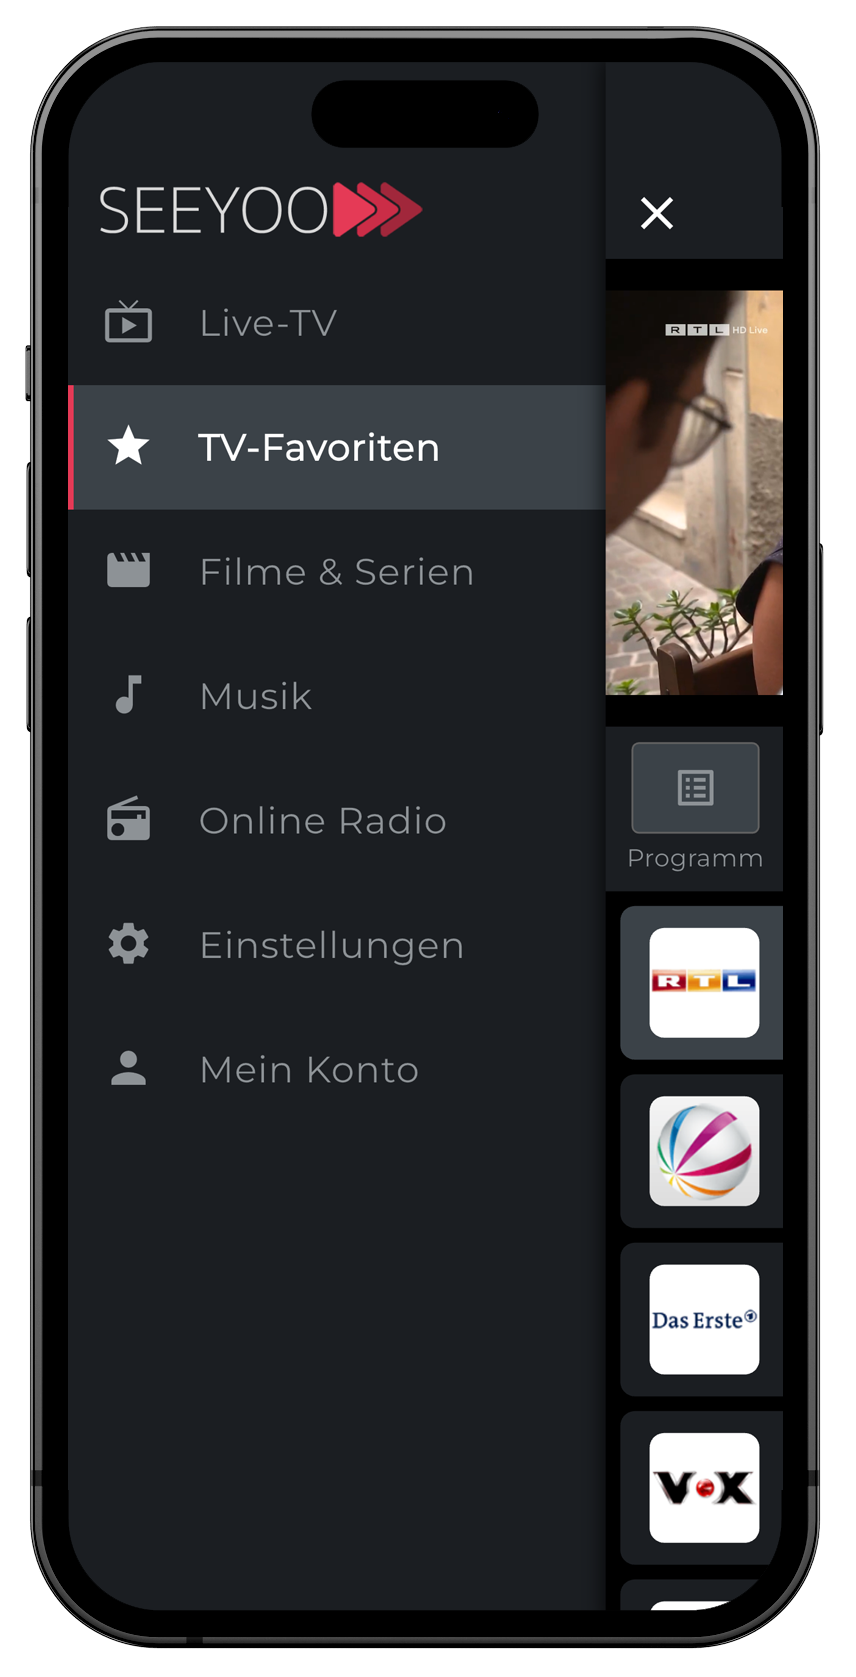 SEEYOO
Live-TV
TV-Favoriten
Filme & Serien
Musik
Online Radio
Einstellungen
Mein Konto
RTL HD Live
Programm
RTL
Das Erste
VOX